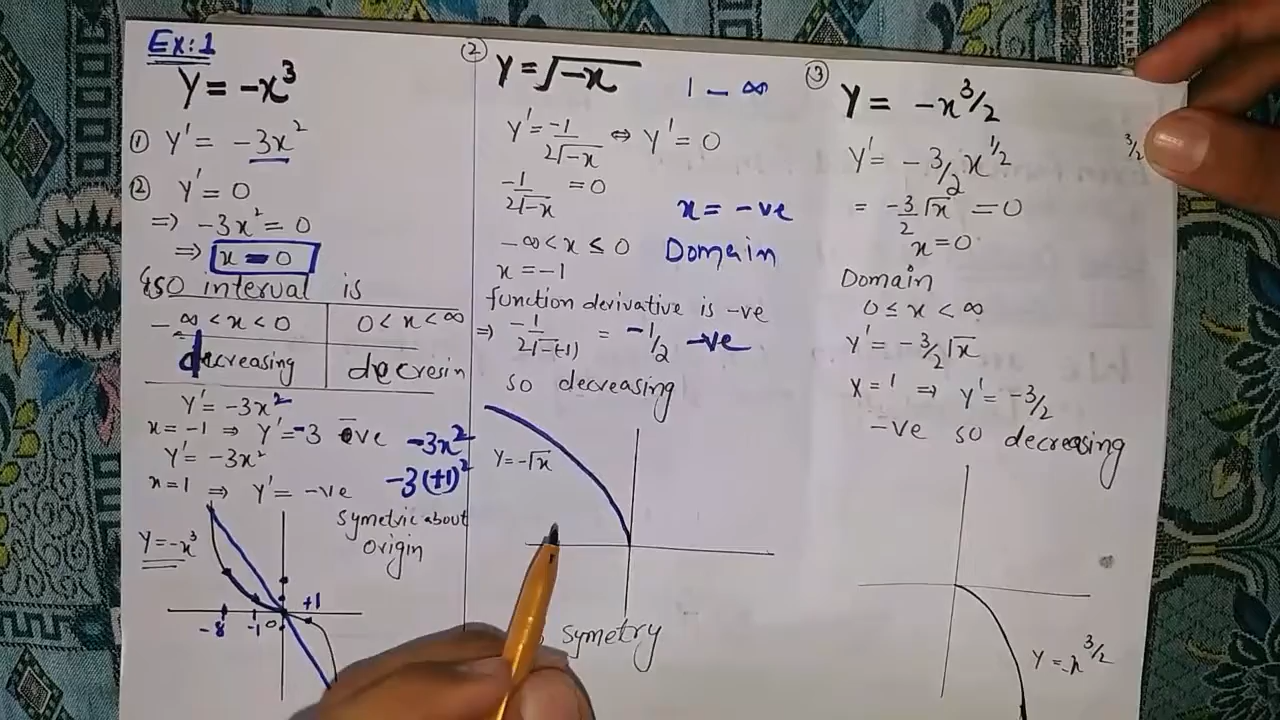 Ex:1
Y = -x³
① Y' = -3x²
② Y' = 0
=> -3x² = 0
=> x = 0
so interval is
-∞ < x < 0 0 < x < ∞
decreasing decresin
Y' = -3x²
x = -1 => Y' = -3 -ve
Y' = -3x²
x = 1 => Y' = -ve
-3x²
-3(+1)²
symetric about
origin
Y = -x³
-8 -1 0 +1
②
Y = √-x
1 - ∞
Y' = -1/2√-x ⇔ Y' = 0
-1/2√-x = 0
x = -ve
-∞ < x ≤ 0 Domain
x = -1
function derivative is -ve
=> -1/2√-(-1) = -1/2 -ve
so decreasing
Y = -√x
symetry
③
Y = -x^3/2
3/2
Y' = -3/2 x^1/2
= -3/2 √x = 0
x = 0
Domain
0 ≤ x < ∞
Y' = -3/2 √x
x = 1 => Y' = -3/2
-ve so decreasing
Y = -x^3/2